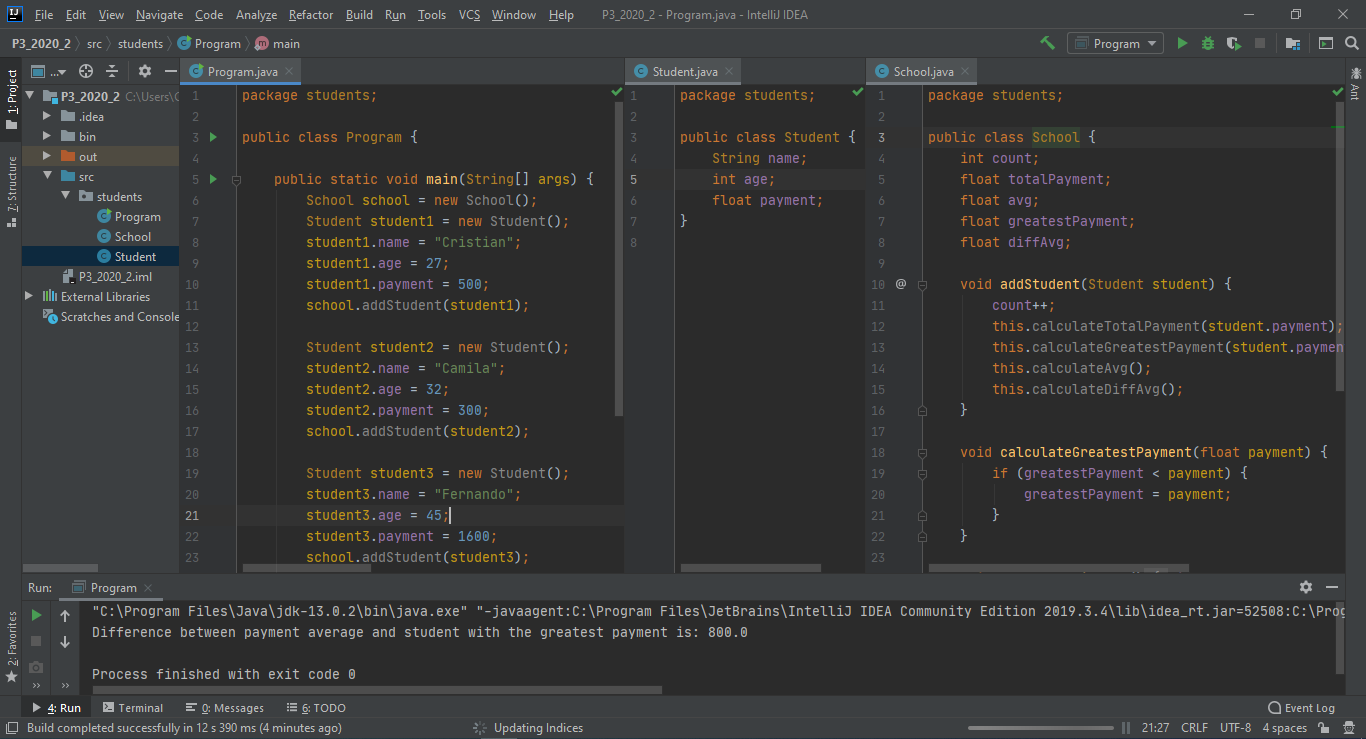 File Edit View Navigate Code Analyze Refactor Build Run Tools VCS Window Help P3_2020_2 - Program.java - IntelliJ IDEA
P3_2020_2 src students Program main Program
1: Project
7: Structure
2: Favorites
Ant
...
P3_2020_2 C:\Users\
.idea
bin
out
src
students
Program
School
Student
P3_2020_2.iml
External Libraries
Scratches and Console
Program.java
1 package students;
2
3 public class Program {
4
5 public static void main(String[] args) {
6 School school = new School();
7 Student student1 = new Student();
8 student1.name = "Cristian";
9 student1.age = 27;
10 student1.payment = 500;
11 school.addStudent(student1);
12
13 Student student2 = new Student();
14 student2.name = "Camila";
15 student2.age = 32;
16 student2.payment = 300;
17 school.addStudent(student2);
18
19 Student student3 = new Student();
20 student3.name = "Fernando";
21 student3.age = 45;
22 student3.payment = 1600;
23 school.addStudent(student3);
Student.java
1 package students;
2
3 public class Student {
4 String name;
5 int age;
6 float payment;
7 }
8
School.java
1 package students;
2
3 public class School {
4 int count;
5 float totalPayment;
6 float avg;
7 float greatestPayment;
8 float diffAvg;
9
10 @ void addStudent(Student student) {
11 count++;
12 this.calculateTotalPayment(student.payment);
13 this.calculateGreatestPayment(student.paymen
14 this.calculateAvg();
15 this.calculateDiffAvg();
16 }
17
18 void calculateGreatestPayment(float payment) {
19 if (greatestPayment < payment) {
20 greatestPayment = payment;
21 }
22 }
23
Run: Program
"C:\Program Files\Java\jdk-13.0.2\bin\java.exe" "-javaagent:C:\Program Files\JetBrains\IntelliJ IDEA Community Edition 2019.3.4\lib\idea_rt.jar=52508:C:\Prog
Difference between payment average and student with the greatest payment is: 800.0
Process finished with exit code 0
4: Run Terminal 0: Messages 6: TODO Event Log
Build completed successfully in 12 s 390 ms (4 minutes ago) Updating Indices 21:27 CRLF UTF-8 4 spaces